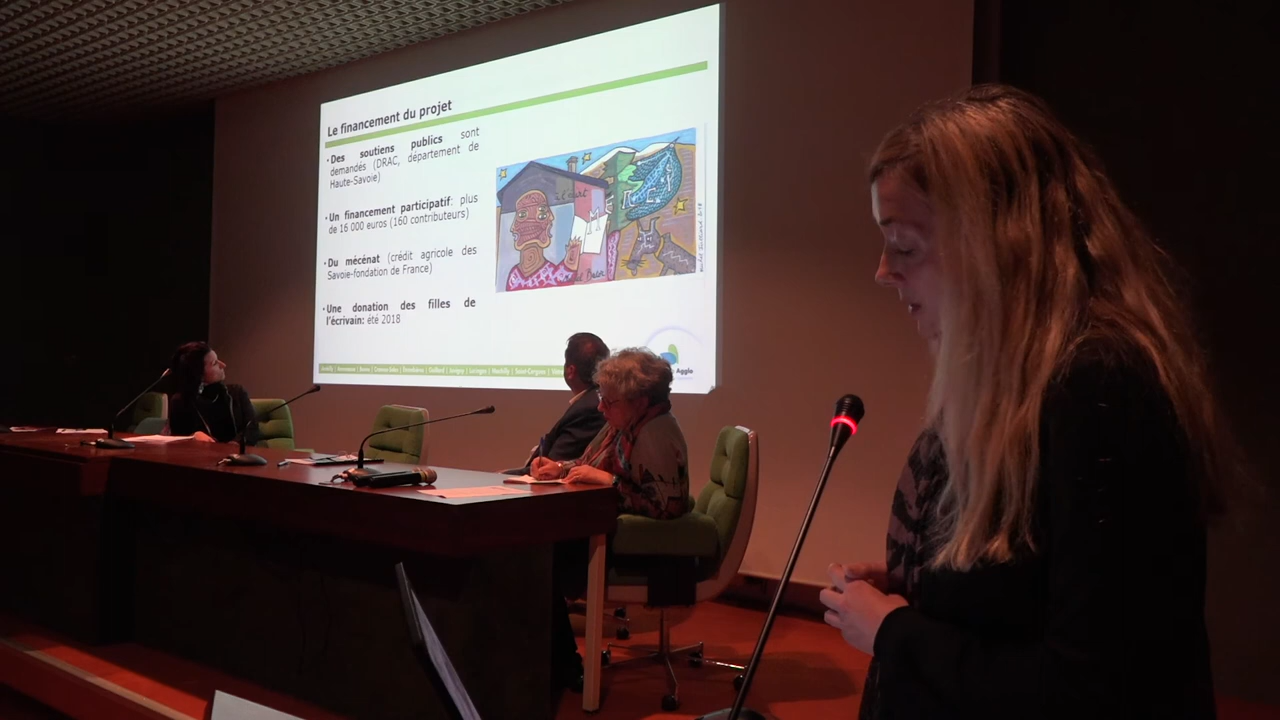 Le financement du projet
• Des soutiens publics sont
demandés (DRAC, département de
Haute-Savoie)
• Un financement participatif: plus
de 16 000 euros (160 contributeurs)
• Du mécénat (crédit agricole des
Savoie-fondation de France)
• Une donation des filles de
l'écrivain: été 2018
Agglo